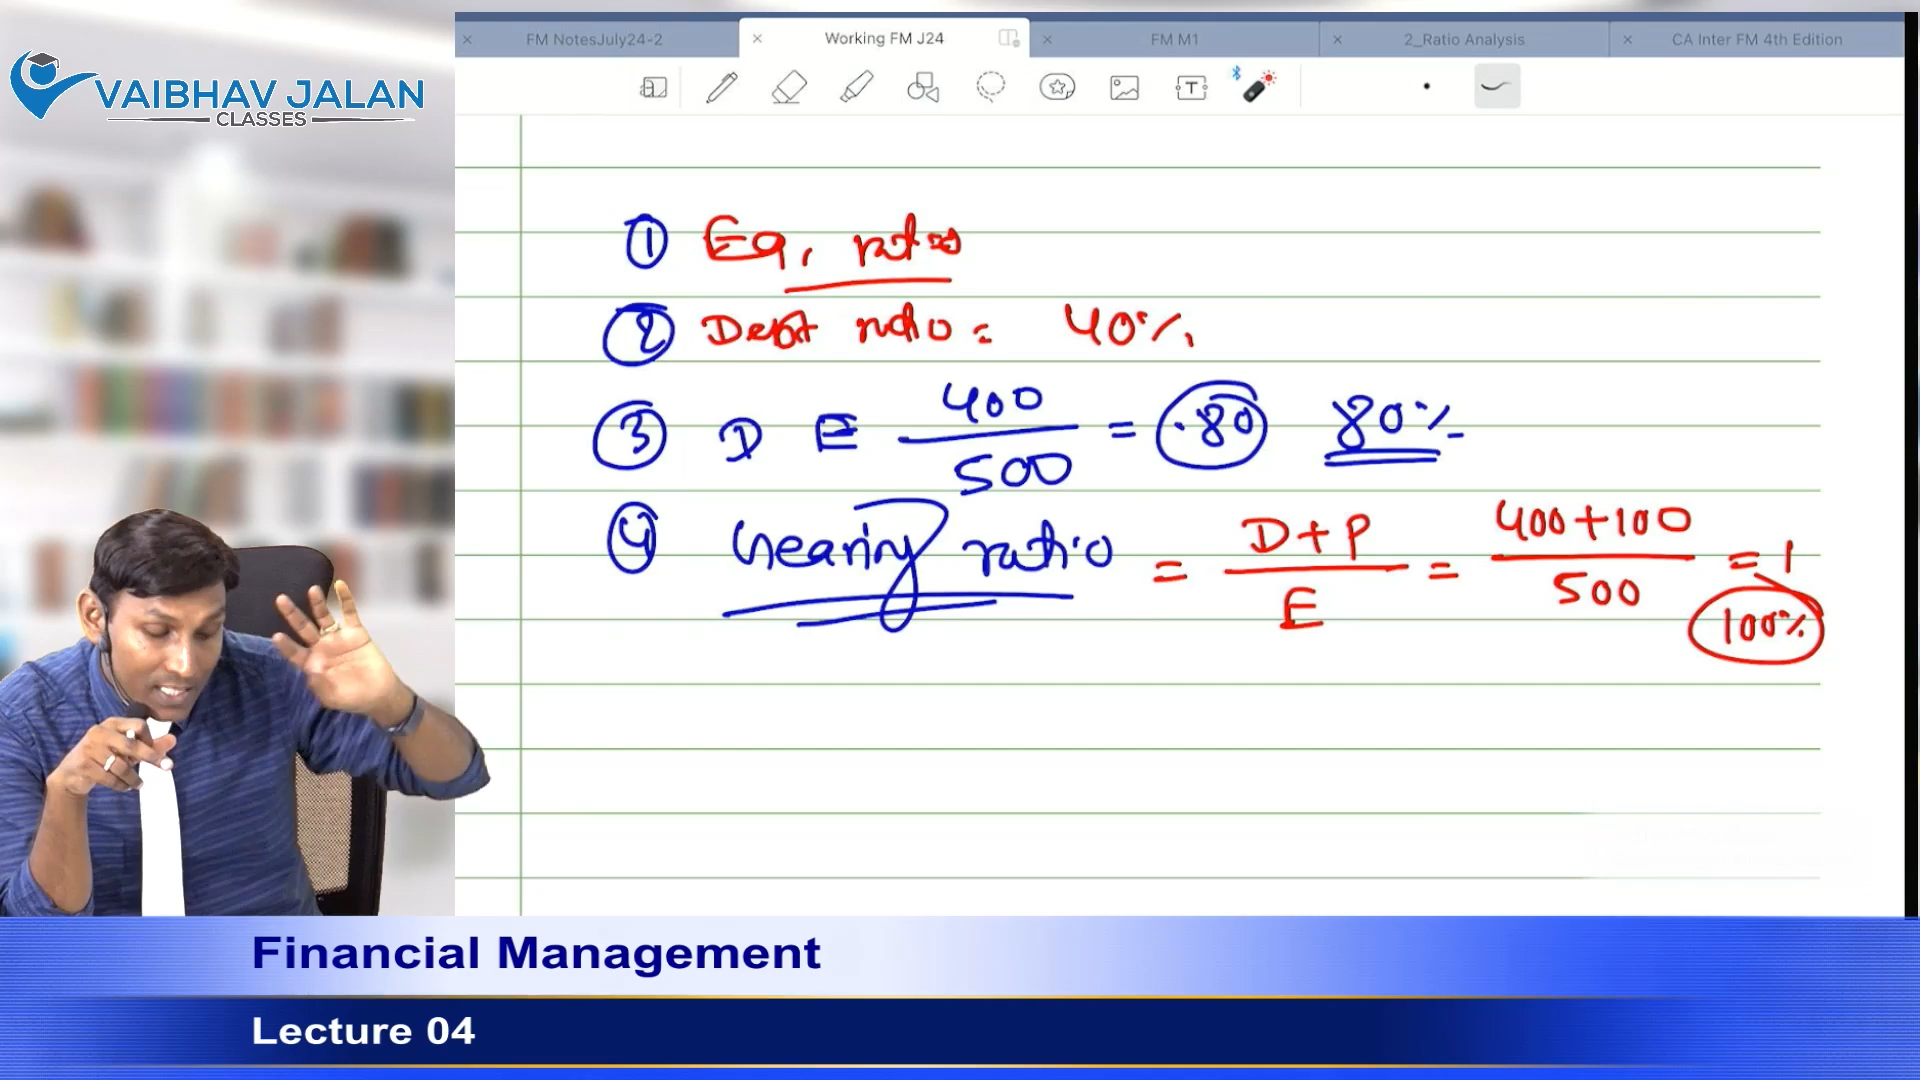 VAIBHAV JALAN
CLASSES
FM NotesJuly24-2
Working FM J24
FM M1
2_Ratio Analysis
CA Inter FM 4th Edition
T
① Eq. ratio
② Debt ratio = 40%
③ D E 400/500 = .80 80%
④ Gearing ratio = D+P/E = 400+100/500 = 1
100%
Financial Management
Lecture 04